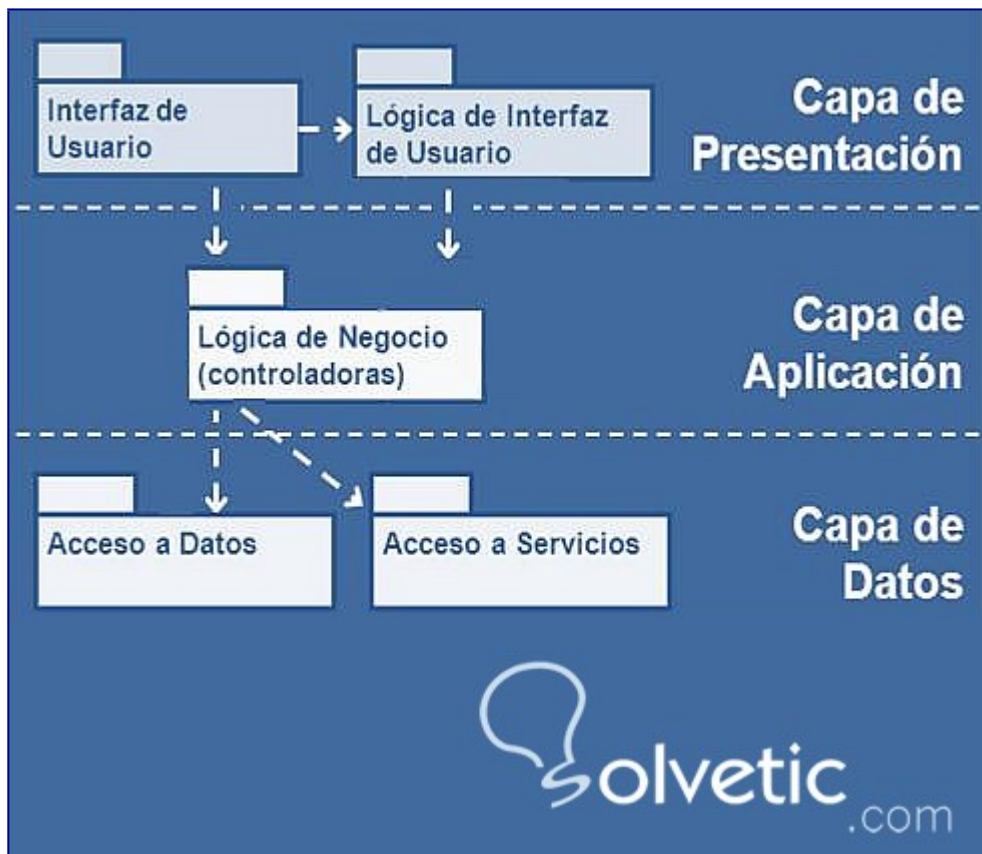 Interfaz de
Usuario
Lógica de Interfaz
de Usuario
Capa de
Presentación
Lógica de Negocio
(controladoras)
Capa de
Aplicación
Acceso a Datos
Acceso a Servicios
Capa de
Datos
Solvetic
.com